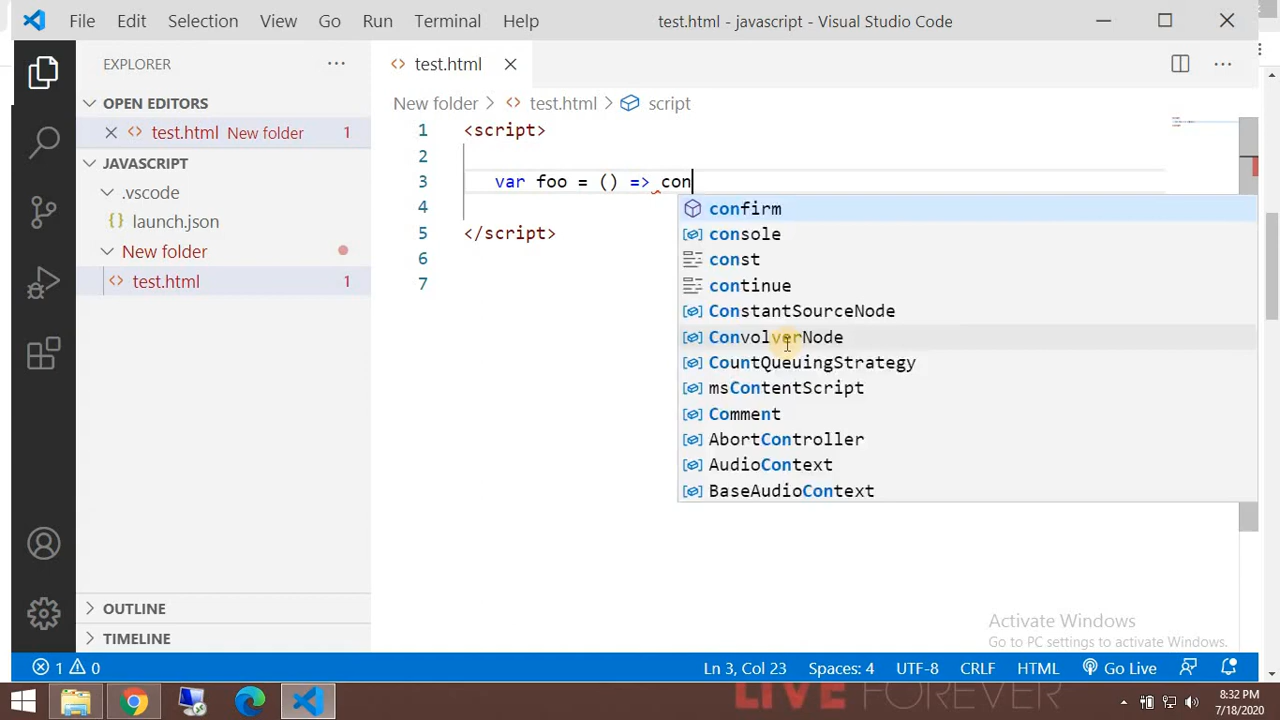 File Edit Selection View Go Run Terminal Help test.html - javascript - Visual Studio Code
EXPLORER
OPEN EDITORS
test.html New folder 1
JAVASCRIPT
.vscode
launch.json
New folder
test.html 1
OUTLINE
TIMELINE
test.html
New folder > test.html > script
1 <script>
2
3 var foo = () => con
4
5 </script>
6
7
confirm
console
const
continue
ConstantSourceNode
ConvolverNode
CountQueuingStrategy
msContentScript
Comment
AbortController
AudioContext
BaseAudioContext
Activate Windows
Go to PC settings to activate Windows.
1 0 Ln 3, Col 23 Spaces: 4 UTF-8 CRLF HTML Go Live
LIVE FOREVER
8:32 PM
7/18/2020